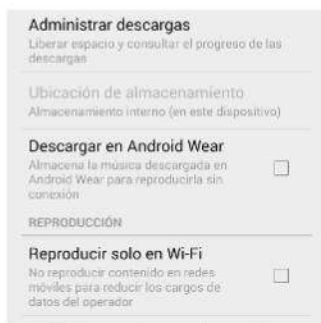 Administrar descargas
Liberar espacio y consultar el progreso de las
descargas
Ubicación de almacenamiento
Almacenamiento interno (en este dispositivo)
Descargar en Android Wear
Almacena la música descargada en
Android Wear para reproducirla sin
conexión
REPRODUCCIÓN
Reproducir solo en Wi-Fi
No reproducir contenido en redes
móviles para reducir los cargos de
datos del operador